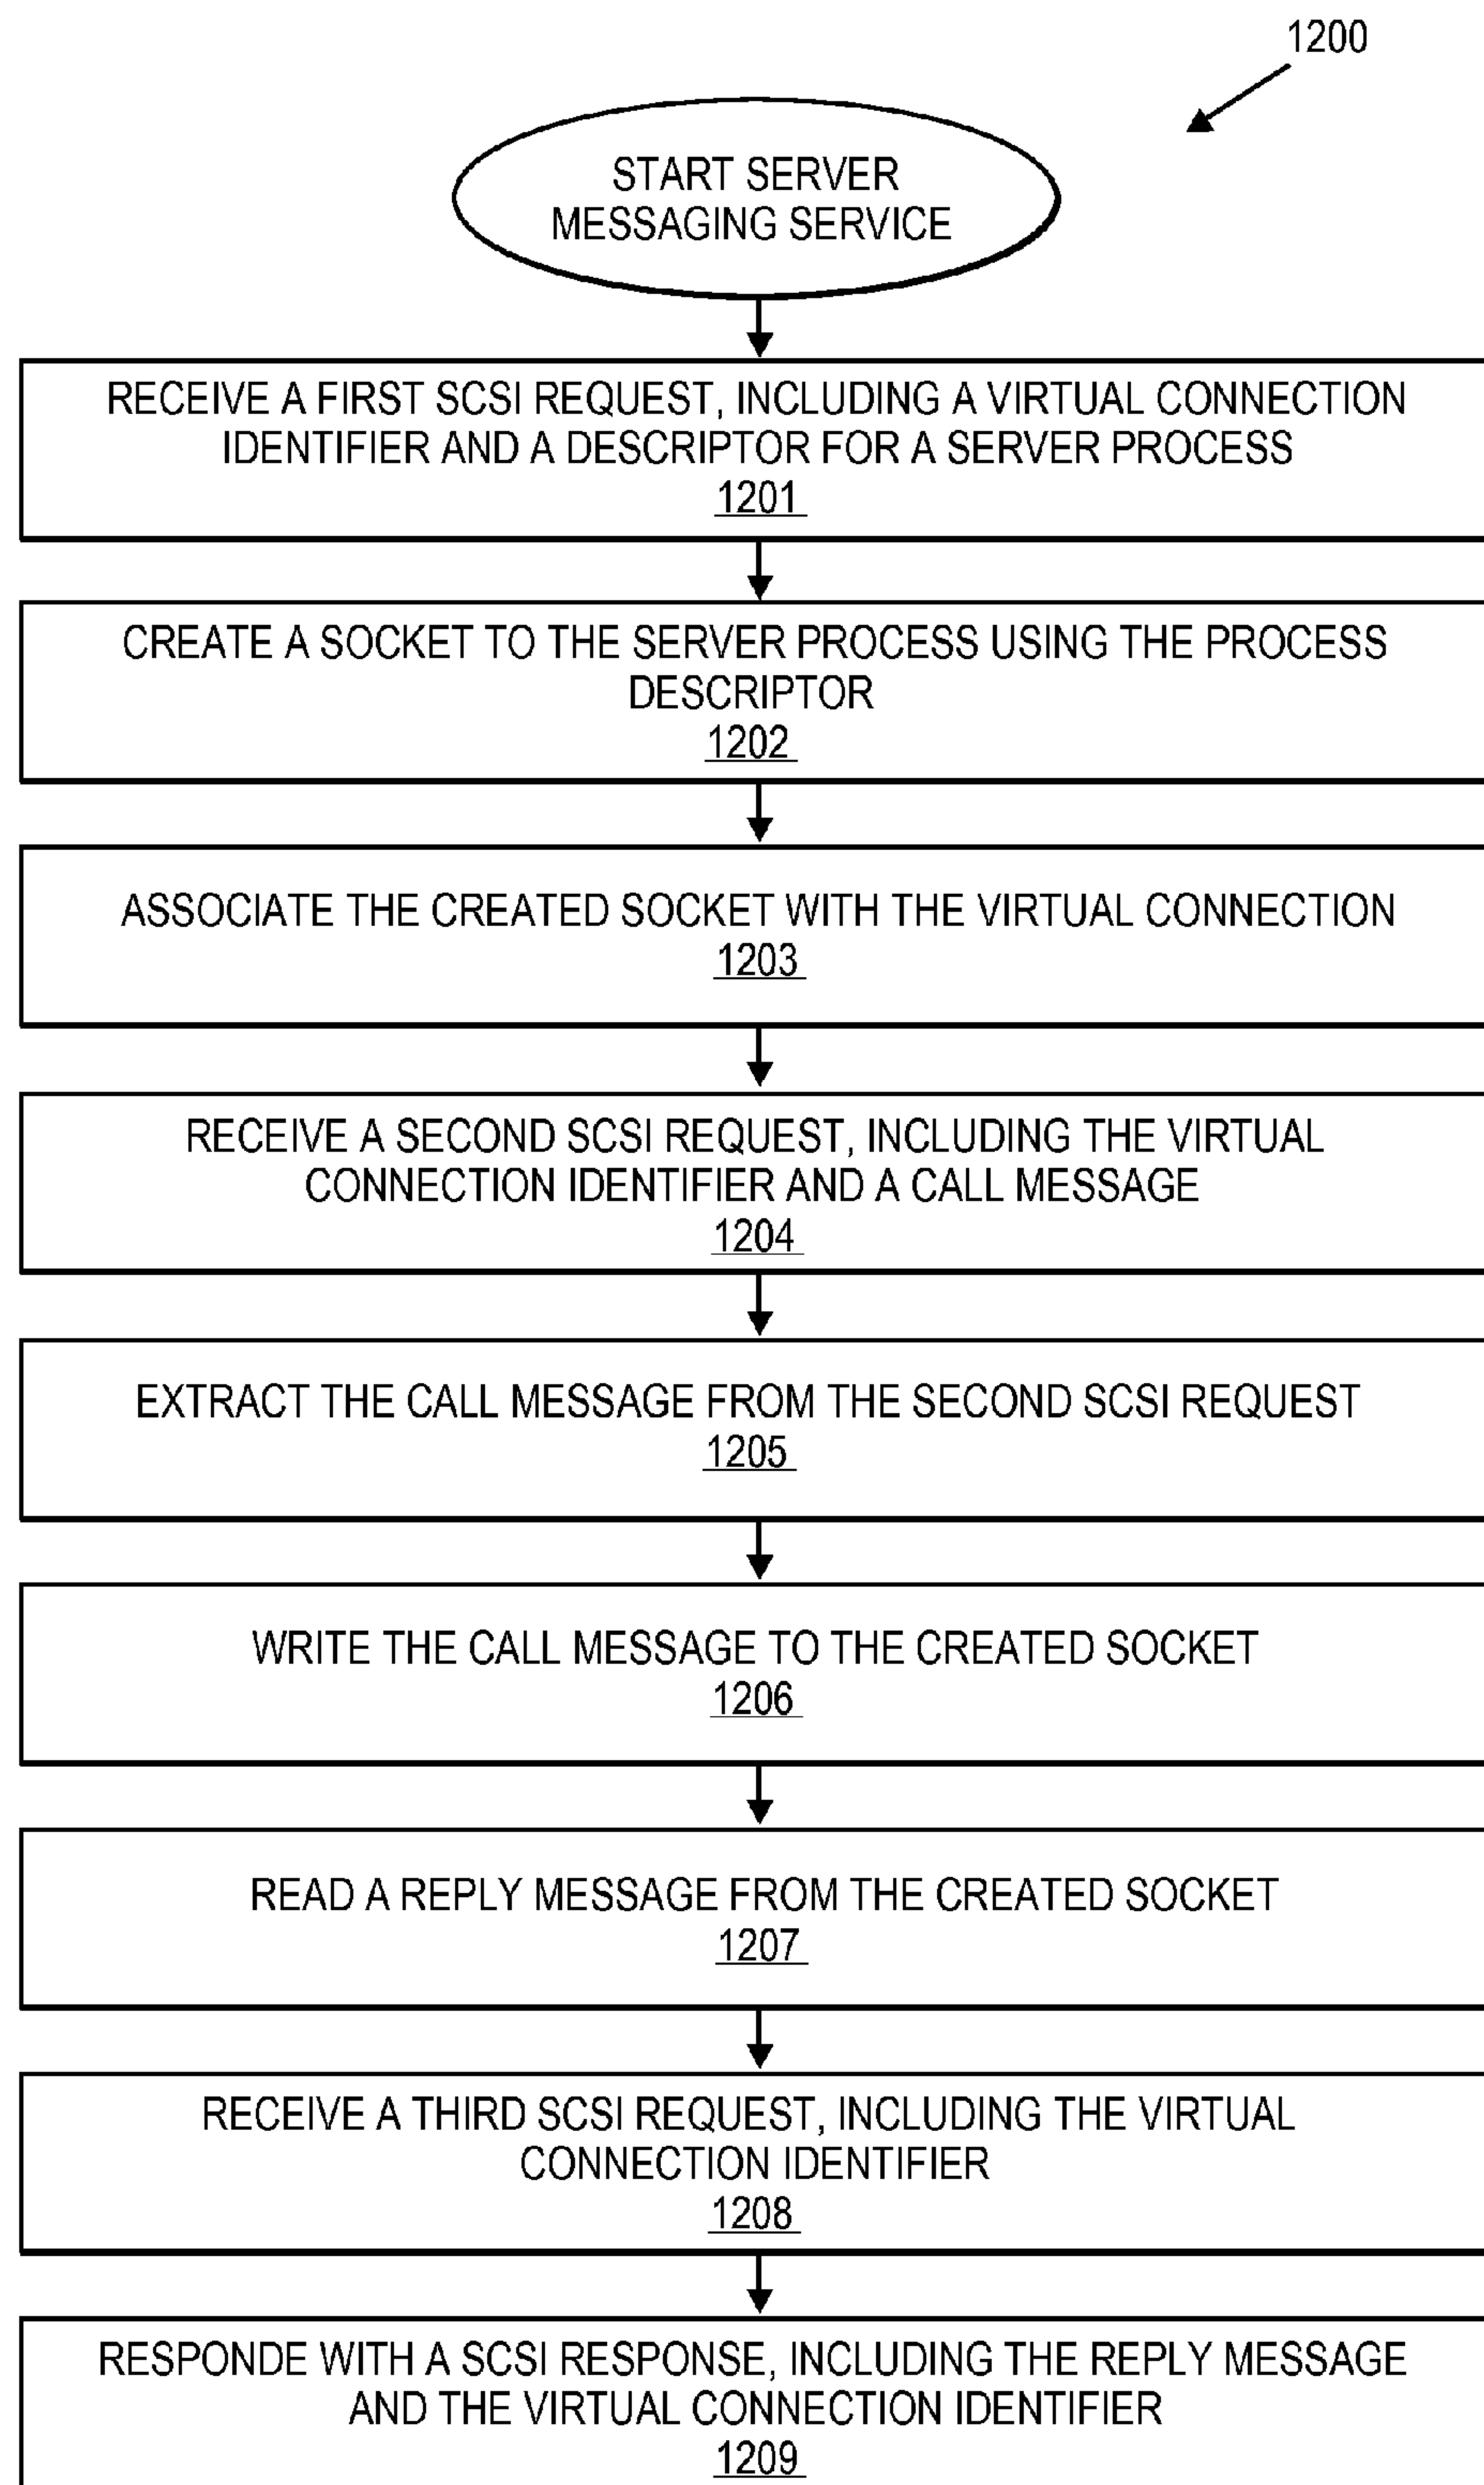 1200
START SERVER
MESSAGING SERVICE
RECEIVE A FIRST SCSI REQUEST, INCLUDING A VIRTUAL CONNECTION
IDENTIFIER AND A DESCRIPTOR FOR A SERVER PROCESS
1201
CREATE A SOCKET TO THE SERVER PROCESS USING THE PROCESS
DESCRIPTOR
1202
ASSOCIATE THE CREATED SOCKET WITH THE VIRTUAL CONNECTION
1203
RECEIVE A SECOND SCSI REQUEST, INCLUDING THE VIRTUAL
CONNECTION IDENTIFIER AND A CALL MESSAGE
1204
EXTRACT THE CALL MESSAGE FROM THE SECOND SCSI REQUEST
1205
WRITE THE CALL MESSAGE TO THE CREATED SOCKET
1206
READ A REPLY MESSAGE FROM THE CREATED SOCKET
1207
RECEIVE A THIRD SCSI REQUEST, INCLUDING THE VIRTUAL
CONNECTION IDENTIFIER
1208
RESPONDE WITH A SCSI RESPONSE, INCLUDING THE REPLY MESSAGE
AND THE VIRTUAL CONNECTION IDENTIFIER
1209